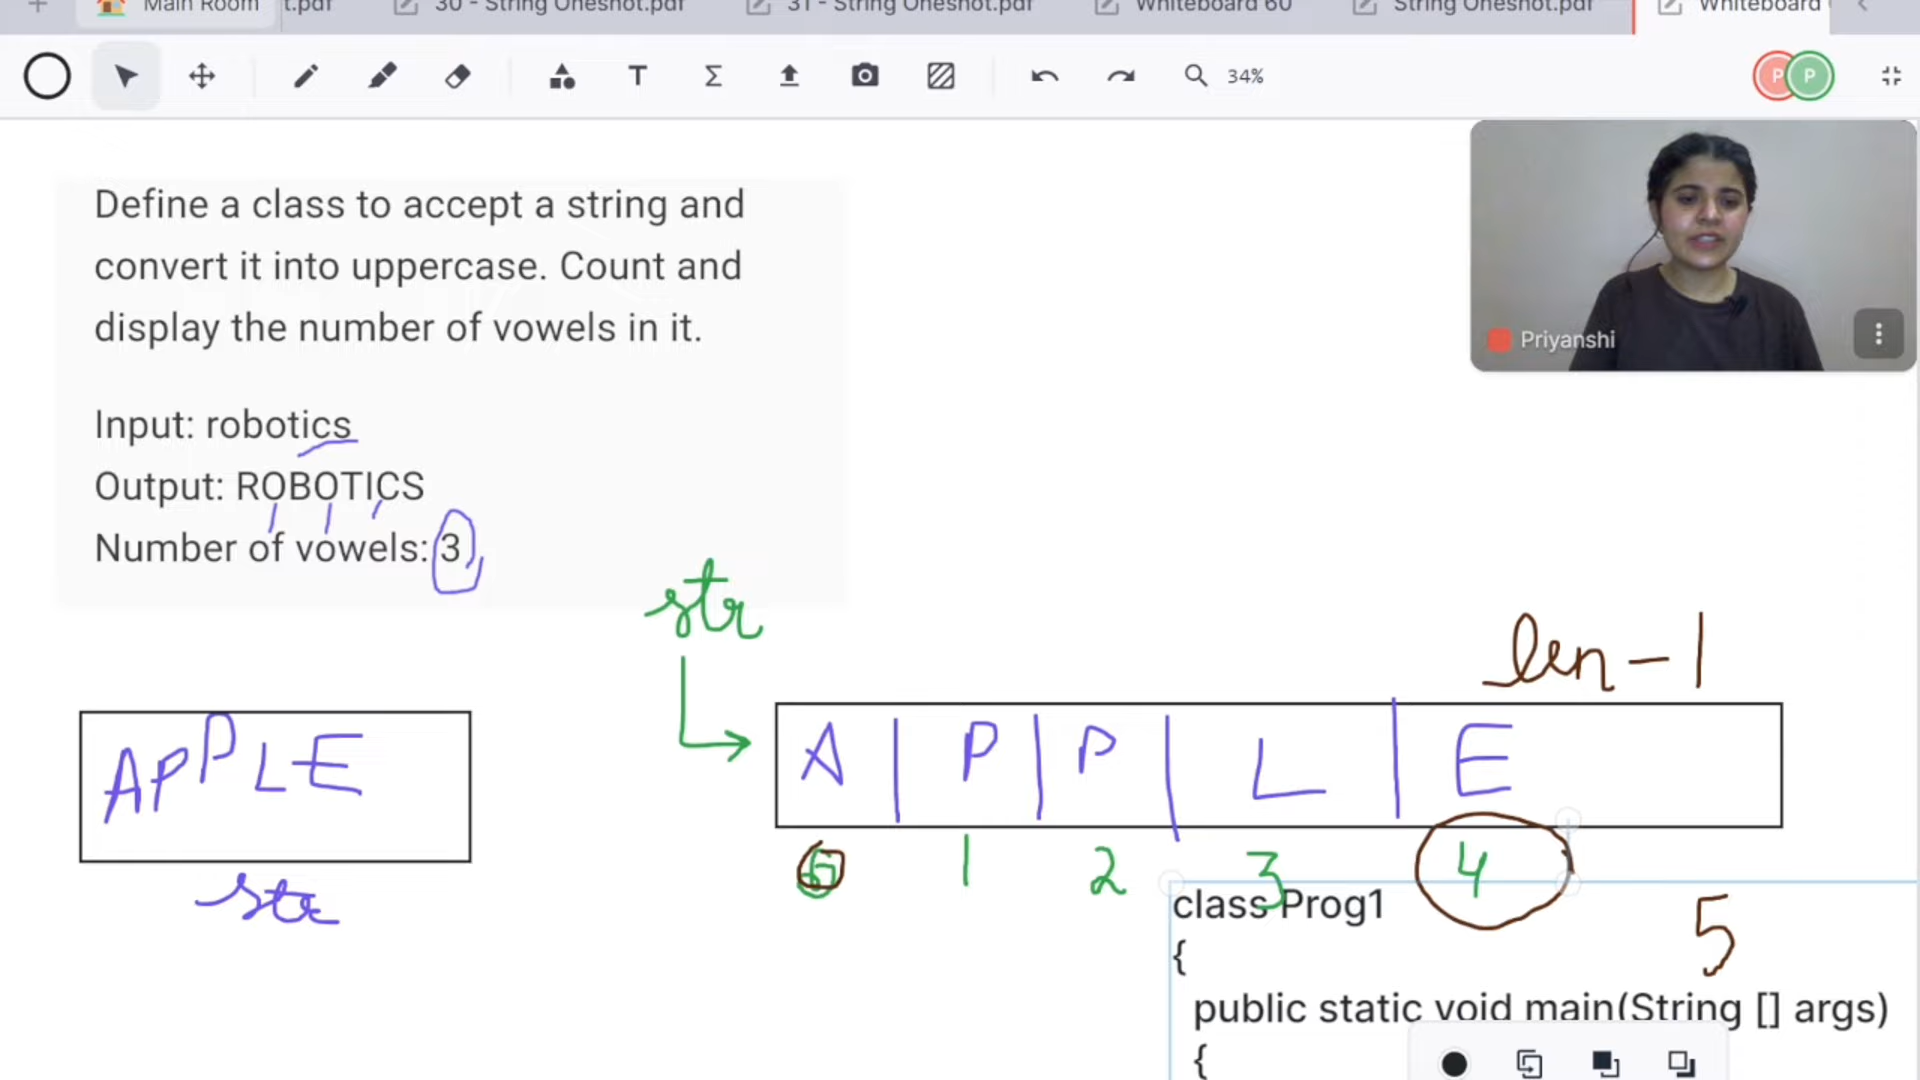 Main Room
t.pdf
30 - String Oneshot.pdf
31 - String Oneshot.pdf
Whiteboard 60
String Oneshot.pdf
Whiteboard
T
Σ
34%
P
P
Define a class to accept a string and
convert it into uppercase. Count and
display the number of vowels in it.
Priyanshi
Input: robotics
Output: ROBOTICS
Number of vowels: 3
str
len - 1
APPLE
A | P | P | L | E
1 2 3 4
str
class Prog1
5
{
public static void main(String [] args)
{